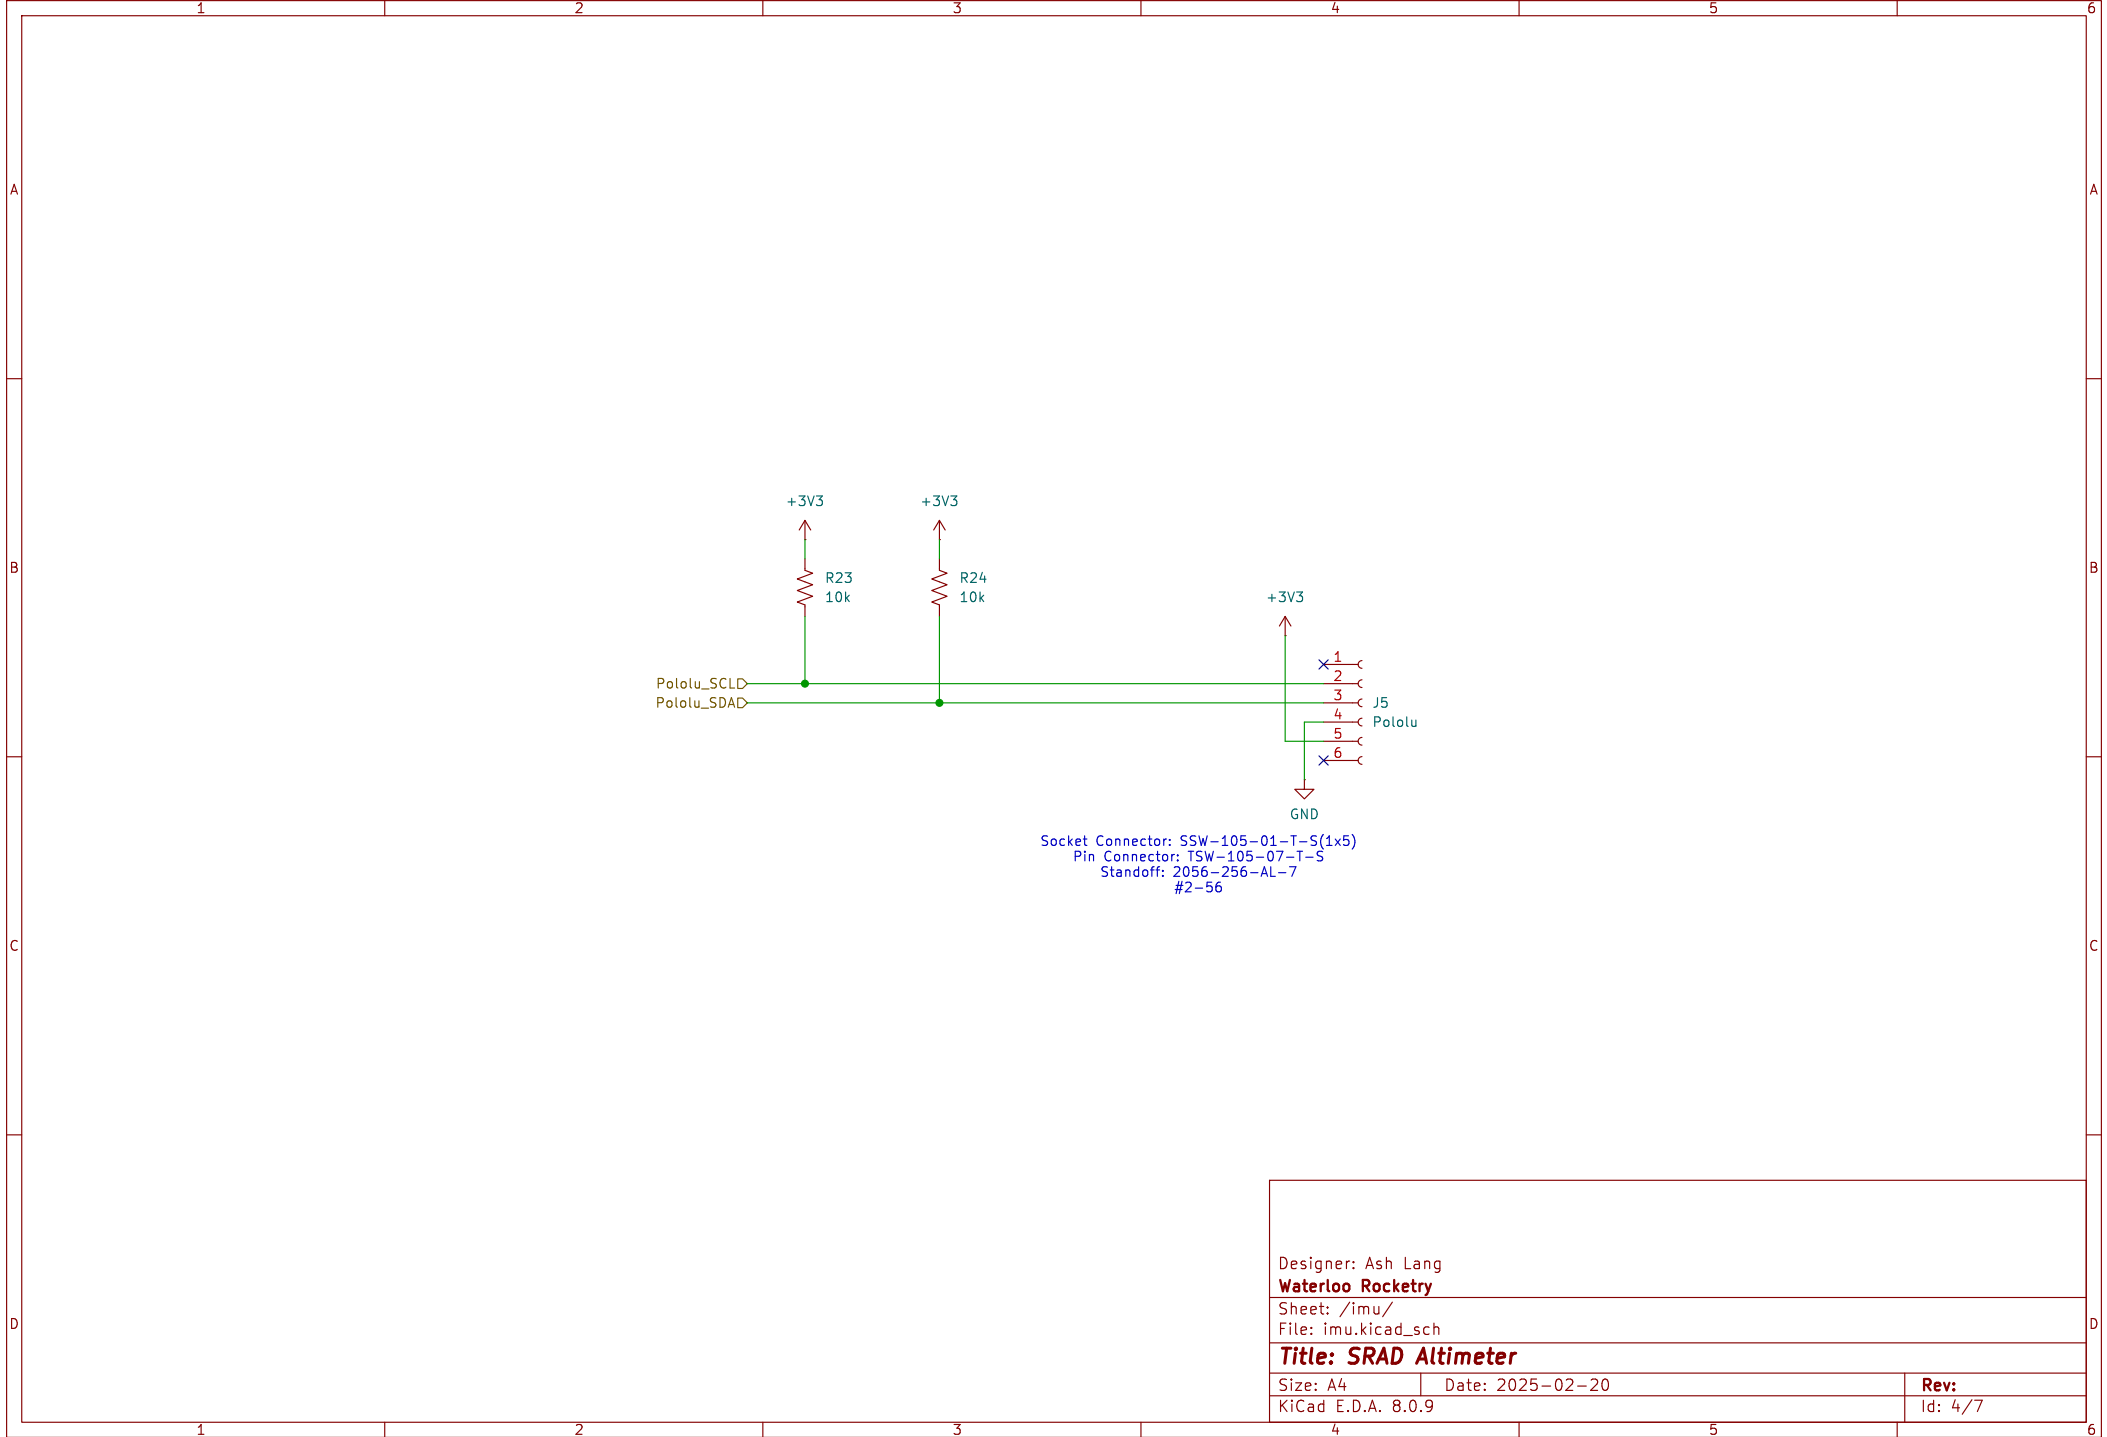 1 2 3 4 5 6
A A
+3V3 +3V3
B B
R23 R24
10k 10k
+3V3
1
Pololu_SCL 2
Pololu_SDA 3 J5
4 Pololu
5
6
GND
Socket Connector: SSW-105-01-T-S(1x5)
Pin Connector: TSW-105-07-T-S
Standoff: 2056-256-AL-7
#2-56
C C
Designer: Ash Lang
Waterloo Rocketry
Sheet: /imu/
File: imu.kicad_sch
D D
Title: SRAD Altimeter
Size: A4 Date: 2025-02-20 Rev:
KiCad E.D.A. 8.0.9 Id: 4/7
1 2 3 4 5 6